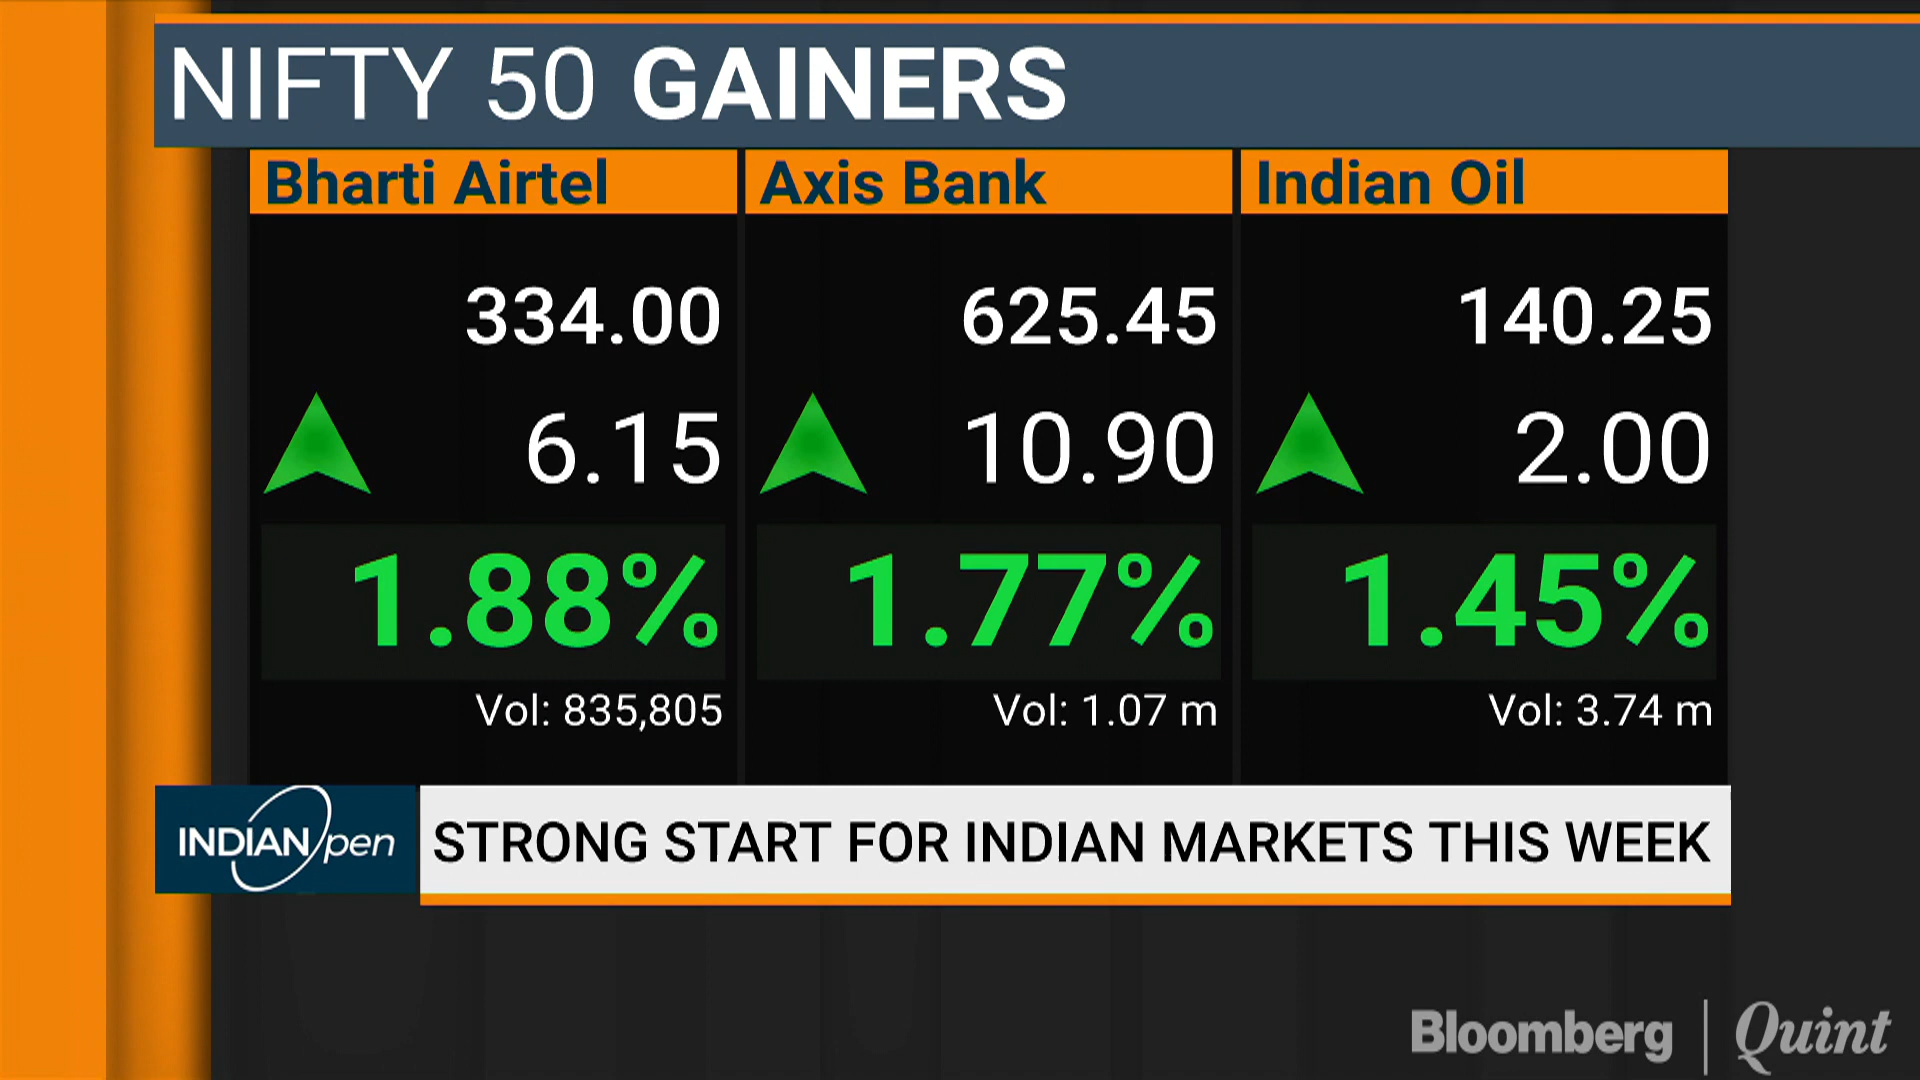 NIFTY 50 GAINERS
Bharti Airtel
334.00
6.15
1.88%
Vol: 835,805
Axis Bank
625.45
10.90
1.77%
Vol: 1.07 m
Indian Oil
140.25
2.00
1.45%
Vol: 3.74 m
INDIAN Open
STRONG START FOR INDIAN MARKETS THIS WEEK
Bloomberg | Quint